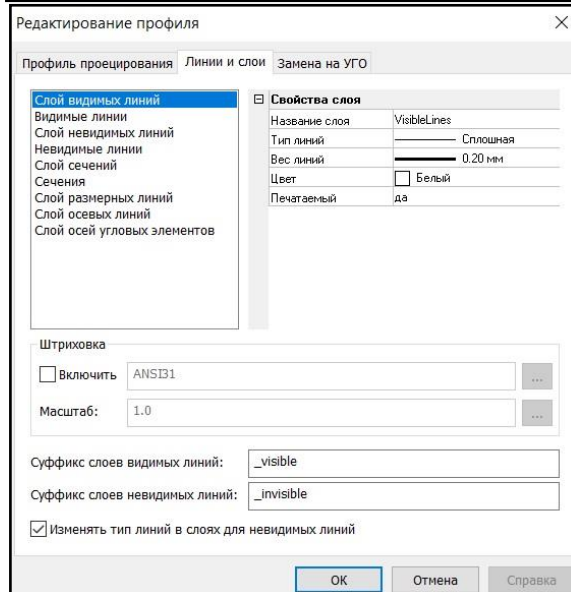 Редактирование профиля
Профиль проецирования Линии и слои Замена на УГО
Слой видимых линий
Видимые линии
Слой невидимых линий
Невидимые линии
Слой сечений
Сечения
Слой размерных линий
Слой осевых линий
Слой осей угловых элементов
Свойства слоя
Название слоя VisibleLines
Тип линий Сплошная
Вес линий 0.20 мм
Цвет Белый
Печатаемый да
Штриховка
Включить ANSI31 ...
Масштаб: 1.0 ...
Суффикс слоев видимых линий: _visible
Суффикс слоев невидимых линий: _invisible
Изменять тип линий в слоях для невидимых линий
ОК Отмена Справка